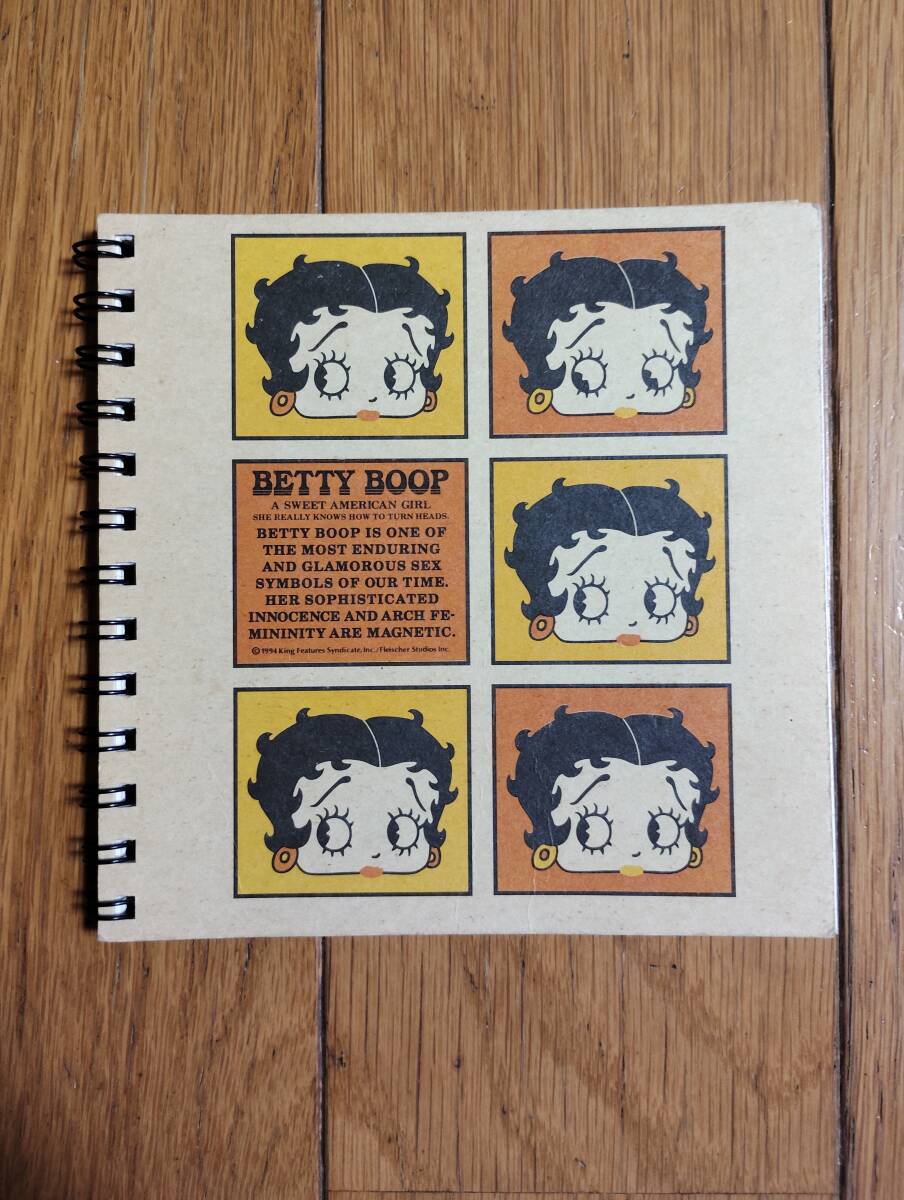 BETTY BOOP
A SWEET AMERICAN GIRL
SHE REALLY KNOWS HOW TO TURN HEADS.
BETTY BOOP IS ONE OF
THE MOST ENDURING
AND GLAMOROUS SEX
SYMBOLS OF OUR TIME.
HER SOPHISTICATED
INNOCENCE AND ARCH FE-
MININITY ARE MAGNETIC.
© 1994 King Features Syndicate, Inc./Fleischer Studios Inc.